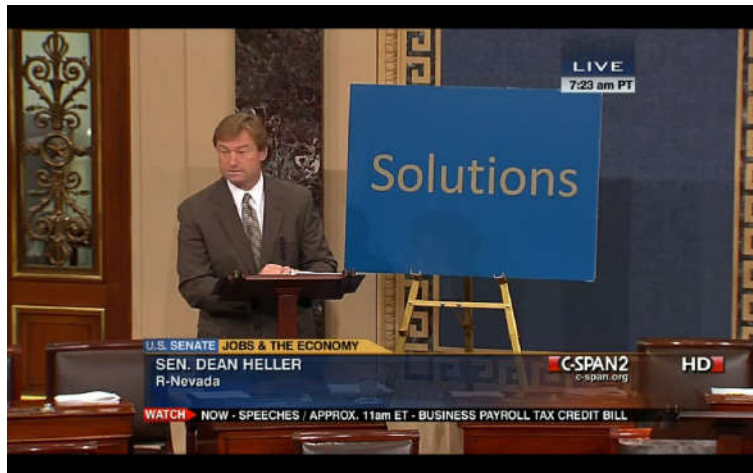 LIVE
7:23 am PT
Solutions
U.S. SENATE JOBS & THE ECONOMY
SEN. DEAN HELLER
R-Nevada
C-SPAN2
c-span.org
HD
WATCH NOW - SPEECHES / APPROX. 11am ET - BUSINESS PAYROLL TAX CREDIT BILL